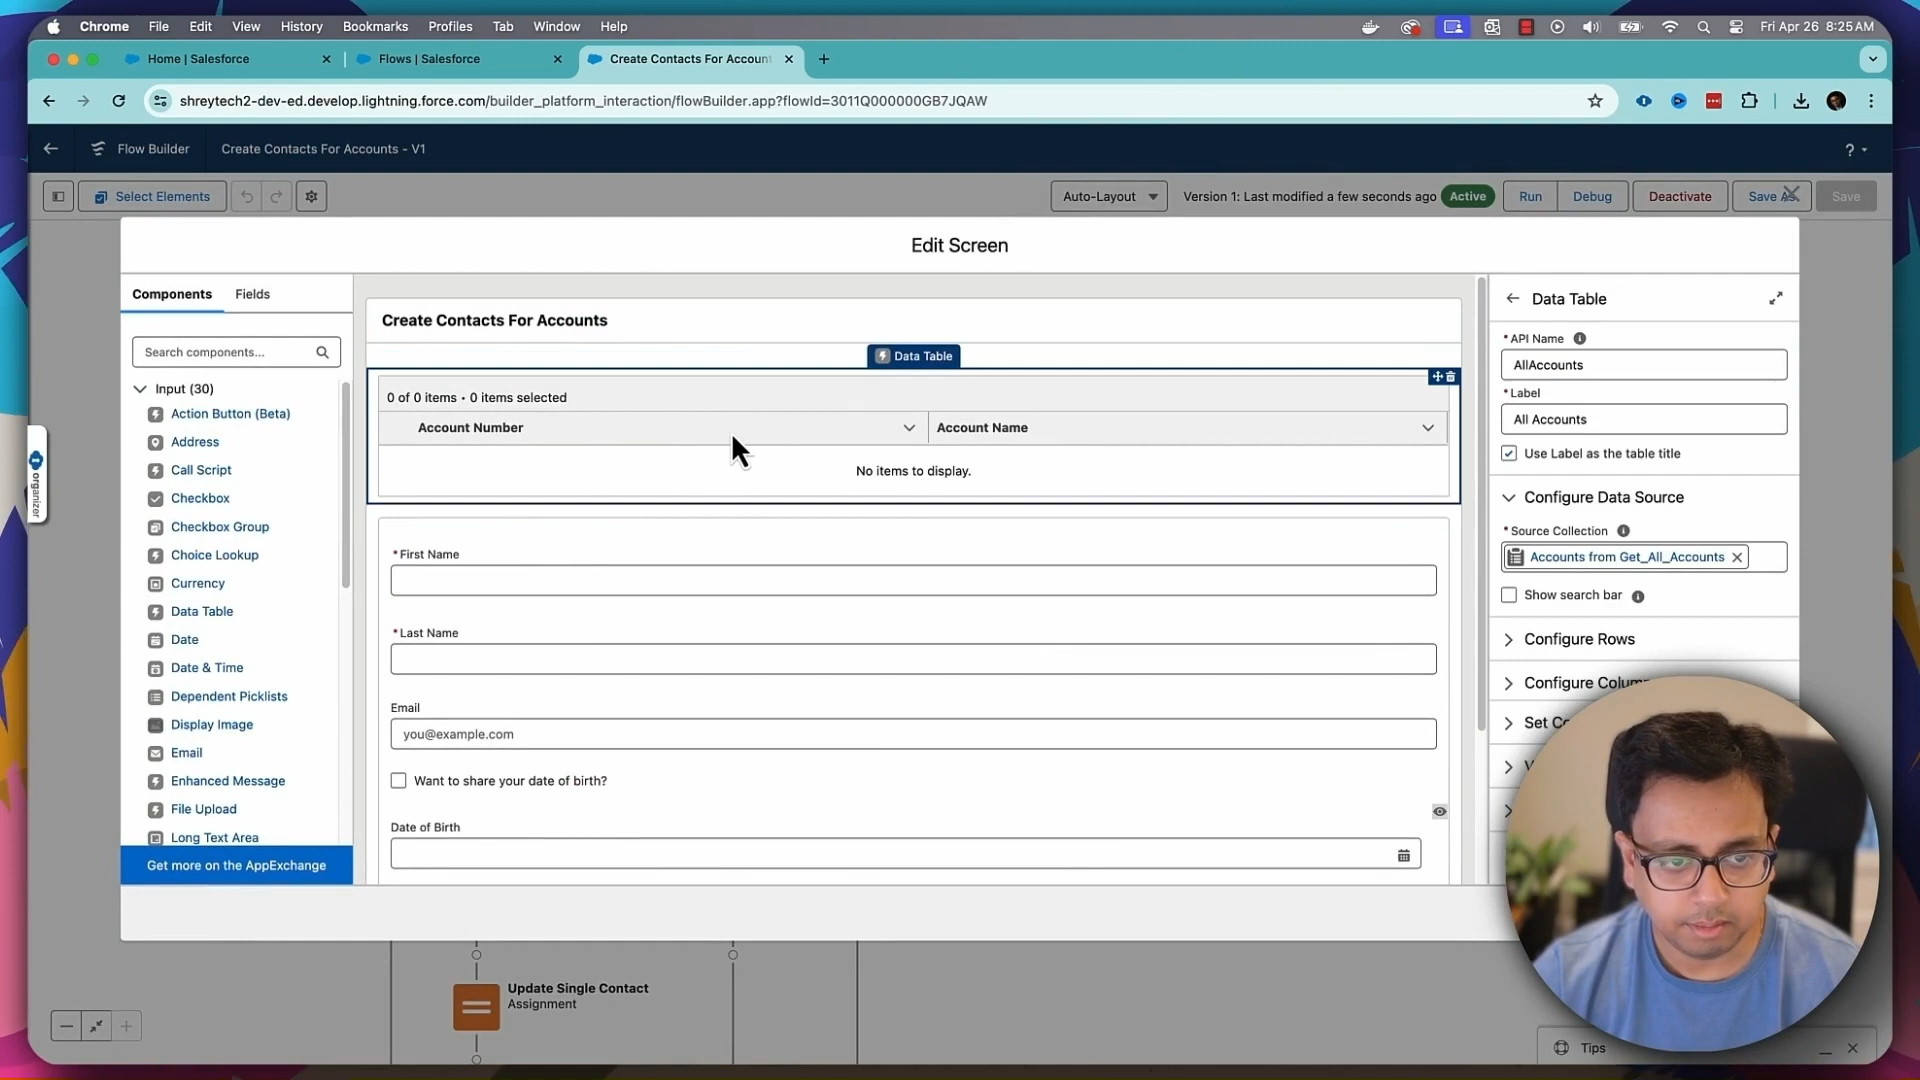 Chrome File Edit View History Bookmarks Profiles Tab Window Help Fri Apr 26 8:25 AM
Home | Salesforce Flows | Salesforce Create Contacts For Accoun
shreytech2-dev-ed.develop.lightning.force.com/builder_platform_interaction/flowBuilder.app?flowId=3011Q000000GB7JQAW
Flow Builder Create Contacts For Accounts - V1 ?
Select Elements Auto-Layout Version 1: Last modified a few seconds ago Active Run Debug Deactivate Save As Save
Edit Screen
Components Fields
Search components...
Input (30)
Action Button (Beta)
Address
Call Script
Checkbox
Checkbox Group
Choice Lookup
Currency
Data Table
Date
Date & Time
Dependent Picklists
Display Image
Email
Enhanced Message
File Upload
Long Text Area
Get more on the AppExchange
organizer
Create Contacts For Accounts
Data Table
0 of 0 items • 0 items selected
Account Number Account Name
No items to display.
*First Name
*Last Name
Email
you@example.com
Want to share your date of birth?
Date of Birth
Data Table
*API Name
AllAccounts
*Label
All Accounts
Use Label as the table title
Configure Data Source
*Source Collection
Accounts from Get_All_Accounts
Show search bar
Configure Rows
Configure Colum
Set Co
Update Single Contact
Assignment
Tips